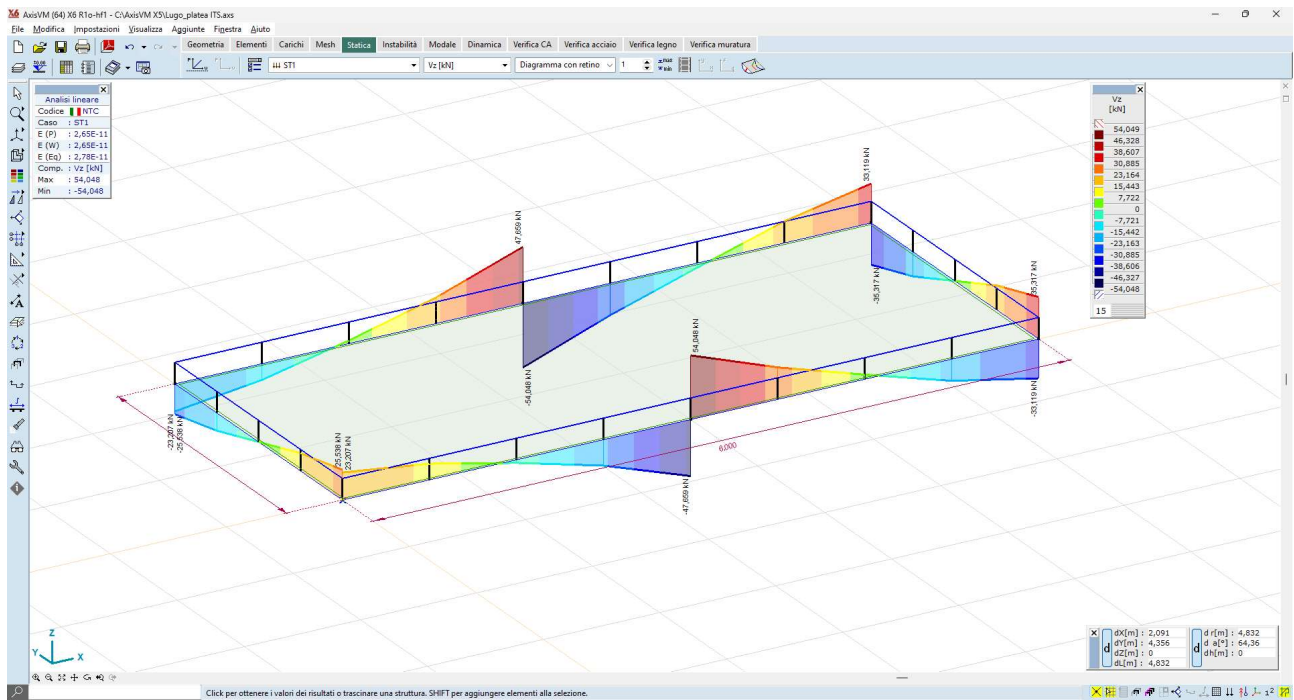 AxisVM (64) X6 R1o-hf1 - C:\AxisVM X5\Lugo_platea ITS.axs
File Modifica Impostazioni Visualizza Aggiunte Finestra Aiuto
Geometria Elementi Carichi Mesh Statica Instabilità Modale Dinamica Verifica CA Verifica acciaio Verifica legno Verifica muratura
ST1 Vz [kN] Diagramma con retino 1
Analisi lineare
Codice NTC
Caso : ST1
E (P) : 2,65E-11
E (W) : 2,65E-11
E (Eq) : 2,78E-11
Comp. : Vz [kN]
Max : 54,048
Min : -54,048
Vz
[kN]
54,049
46,328
38,607
30,885
23,164
15,443
7,722
0
-7,721
-15,442
-23,163
-30,885
-38,606
-46,327
-54,048
15
33,119 kN
47,659 kN
-35,317 kN
35,317 kN
54,048 kN
-54,048 kN
-33,119 kN
-23,207 kN
-25,538 kN
25,538 kN
23,207 kN
6,000
-47,659 kN
Z
Y
X
d
dX[m] : 2,091
dY[m] : 4,356
dZ[m] : 0
dL[m] : 4,832
d
d r[m] : 4,832
d a[°] : 64,36
dh[m] : 0
Click per ottenere i valori dei risultati o trascinare una struttura. SHIFT per aggiungere elementi alla selezione.